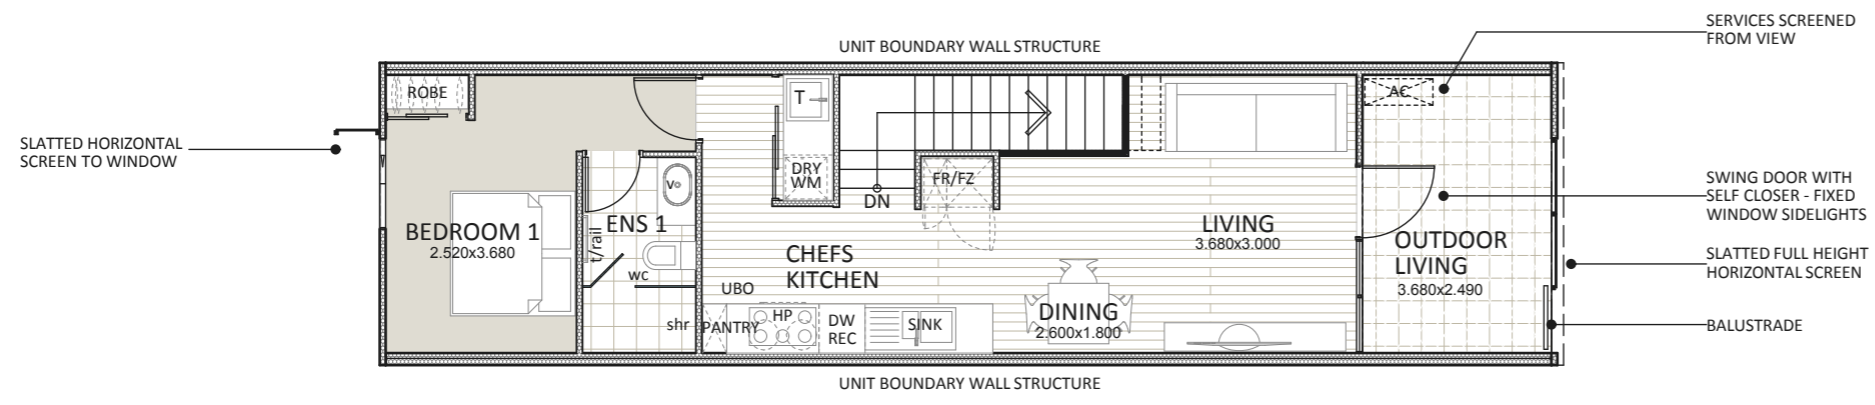 UNIT BOUNDARY WALL STRUCTURE
SERVICES SCREENED
FROM VIEW
SLATTED HORIZONTAL
SCREEN TO WINDOW
ROBE
T
DRY
WM
FR/FZ
DN
AC
BEDROOM 1
2.520x3.680
ENS 1
V
t/rail
wc
shr
CHEFS
KITCHEN
UBO
PANTRY
HP
DW
REC
SINK
DINING
2.600x1.800
LIVING
3.680x3.000
OUTDOOR
LIVING
3.680x2.490
SWING DOOR WITH
SELF CLOSER - FIXED
WINDOW SIDELIGHTS
SLATTED FULL HEIGHT
HORIZONTAL SCREEN
BALUSTRADE
UNIT BOUNDARY WALL STRUCTURE